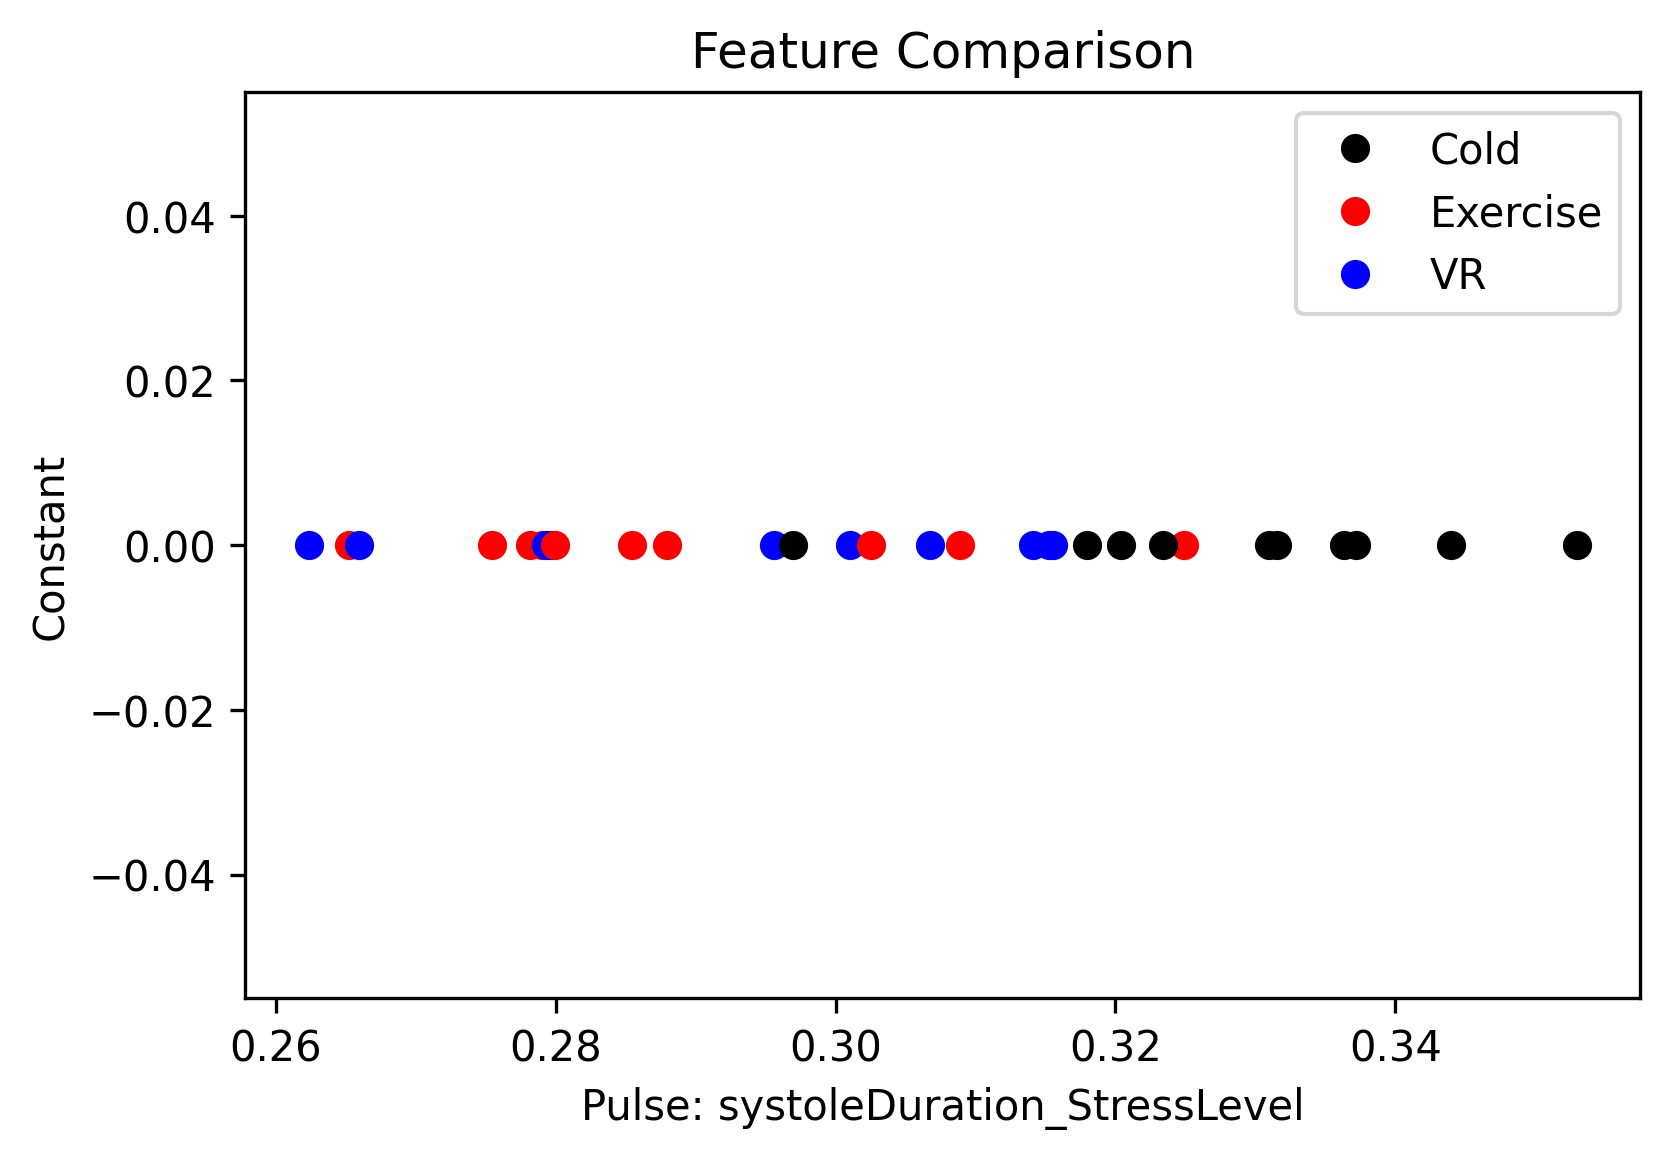 Feature Comparison
Cold
Exercise
VR
0.04
0.02
0.00
−0.02
−0.04
Constant
0.26
0.28
0.30
0.32
0.34
Pulse: systoleDuration_StressLevel